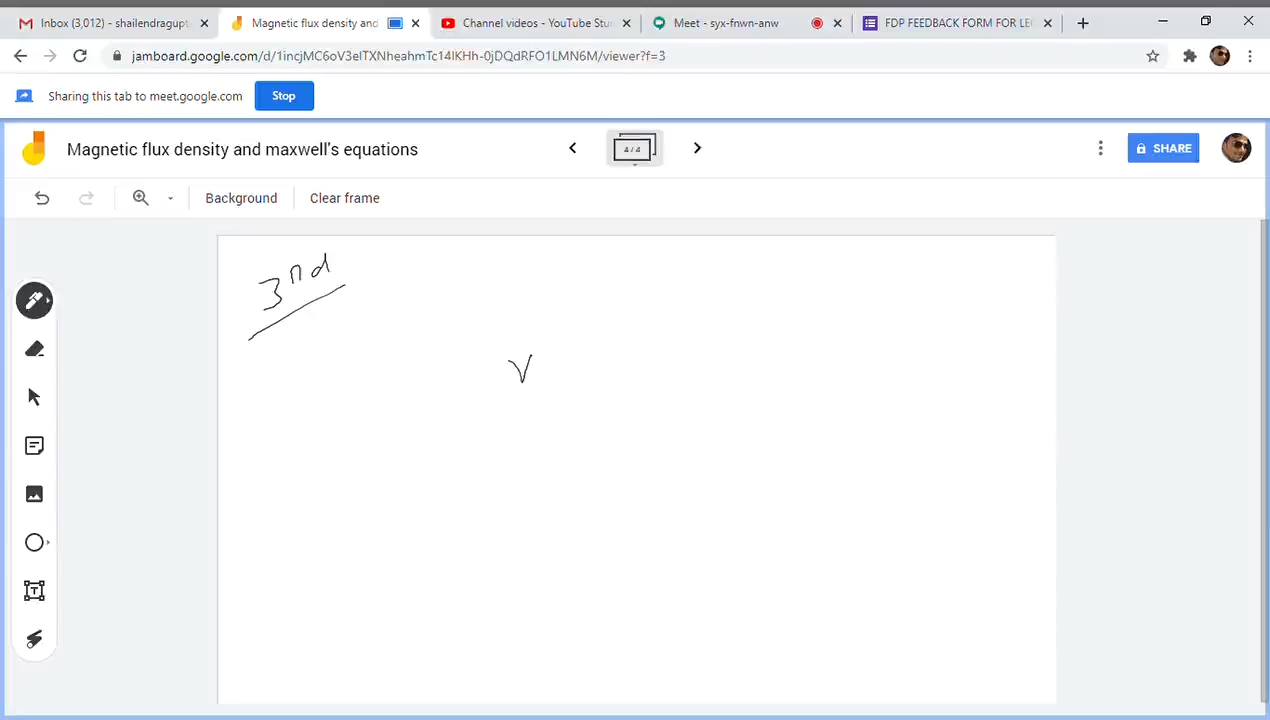 Inbox (3,012) - shailendragupt
Magnetic flux density and
Channel videos - YouTube Stu
Meet - syx-fnwn-anw
FDP FEEDBACK FORM FOR LE
jamboard.google.com/d/1incjMC6oV3eITXNheahmTc14IKHh-0jDQdRFO1LMN6M/viewer?f=3
Sharing this tab to meet.google.com
Stop
Magnetic flux density and maxwell's equations
4 / 4
SHARE
Background
Clear frame
3nd
V